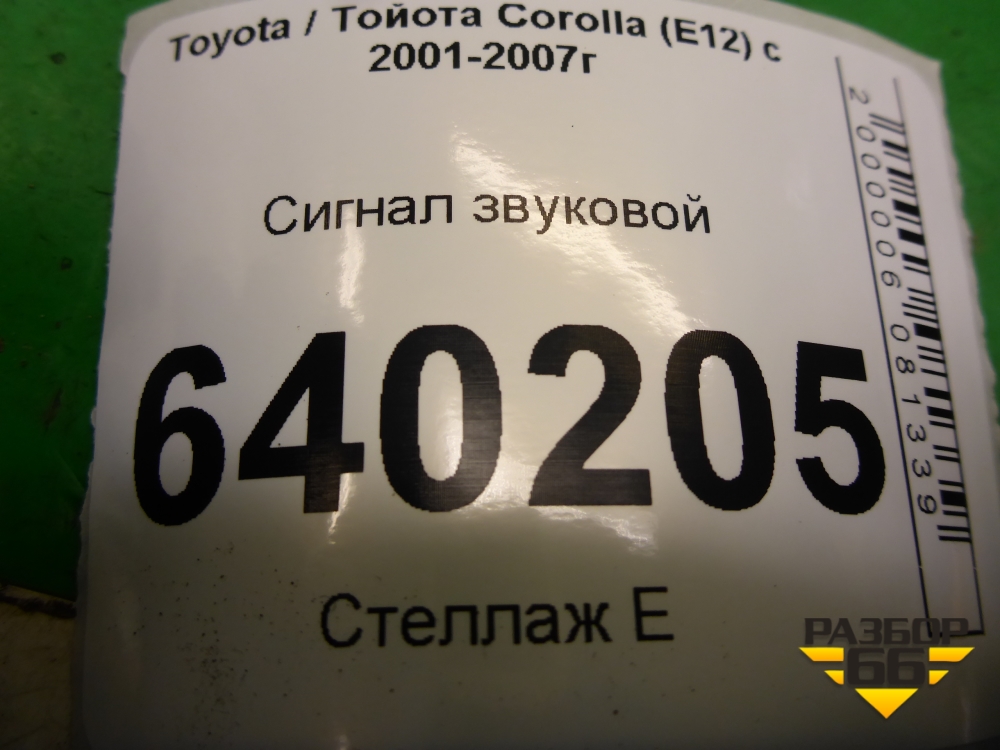 Toyota / Тойота Corolla (E12) с
2001-2007г
Сигнал звуковой
640205
Стеллаж Е
2000006081339
РАЗБОР
66